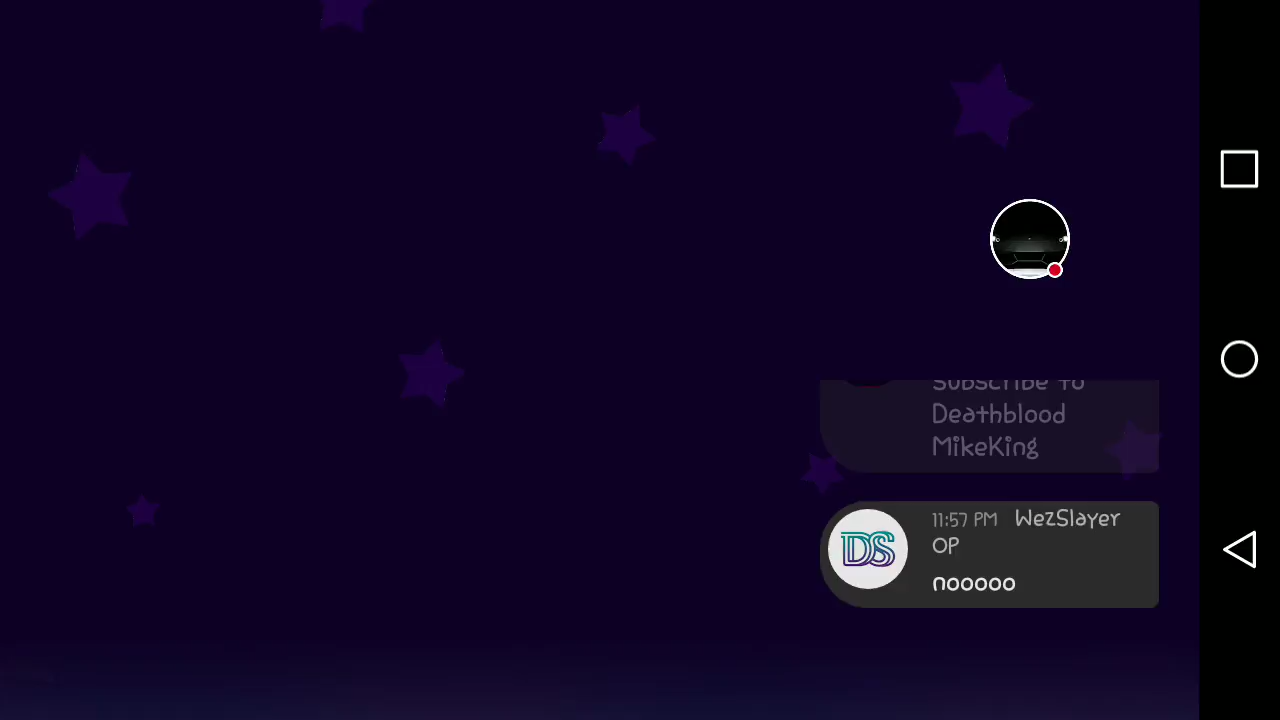 Subscribe to
Deathblood
MikeKing
11:57 PM WezSlayer
OP
DS
nooooo